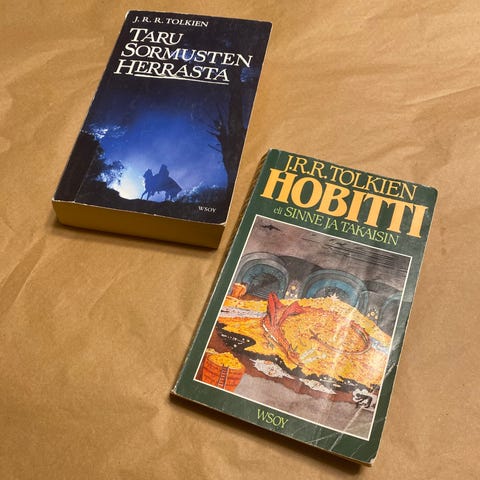 J. R. R. TOLKIEN
TARU
SORMUSTEN
HERRASTA
WSOY
J.R.R. TOLKIEN
HOBITTI
eli SINNE JA TAKAISIN
WSOY